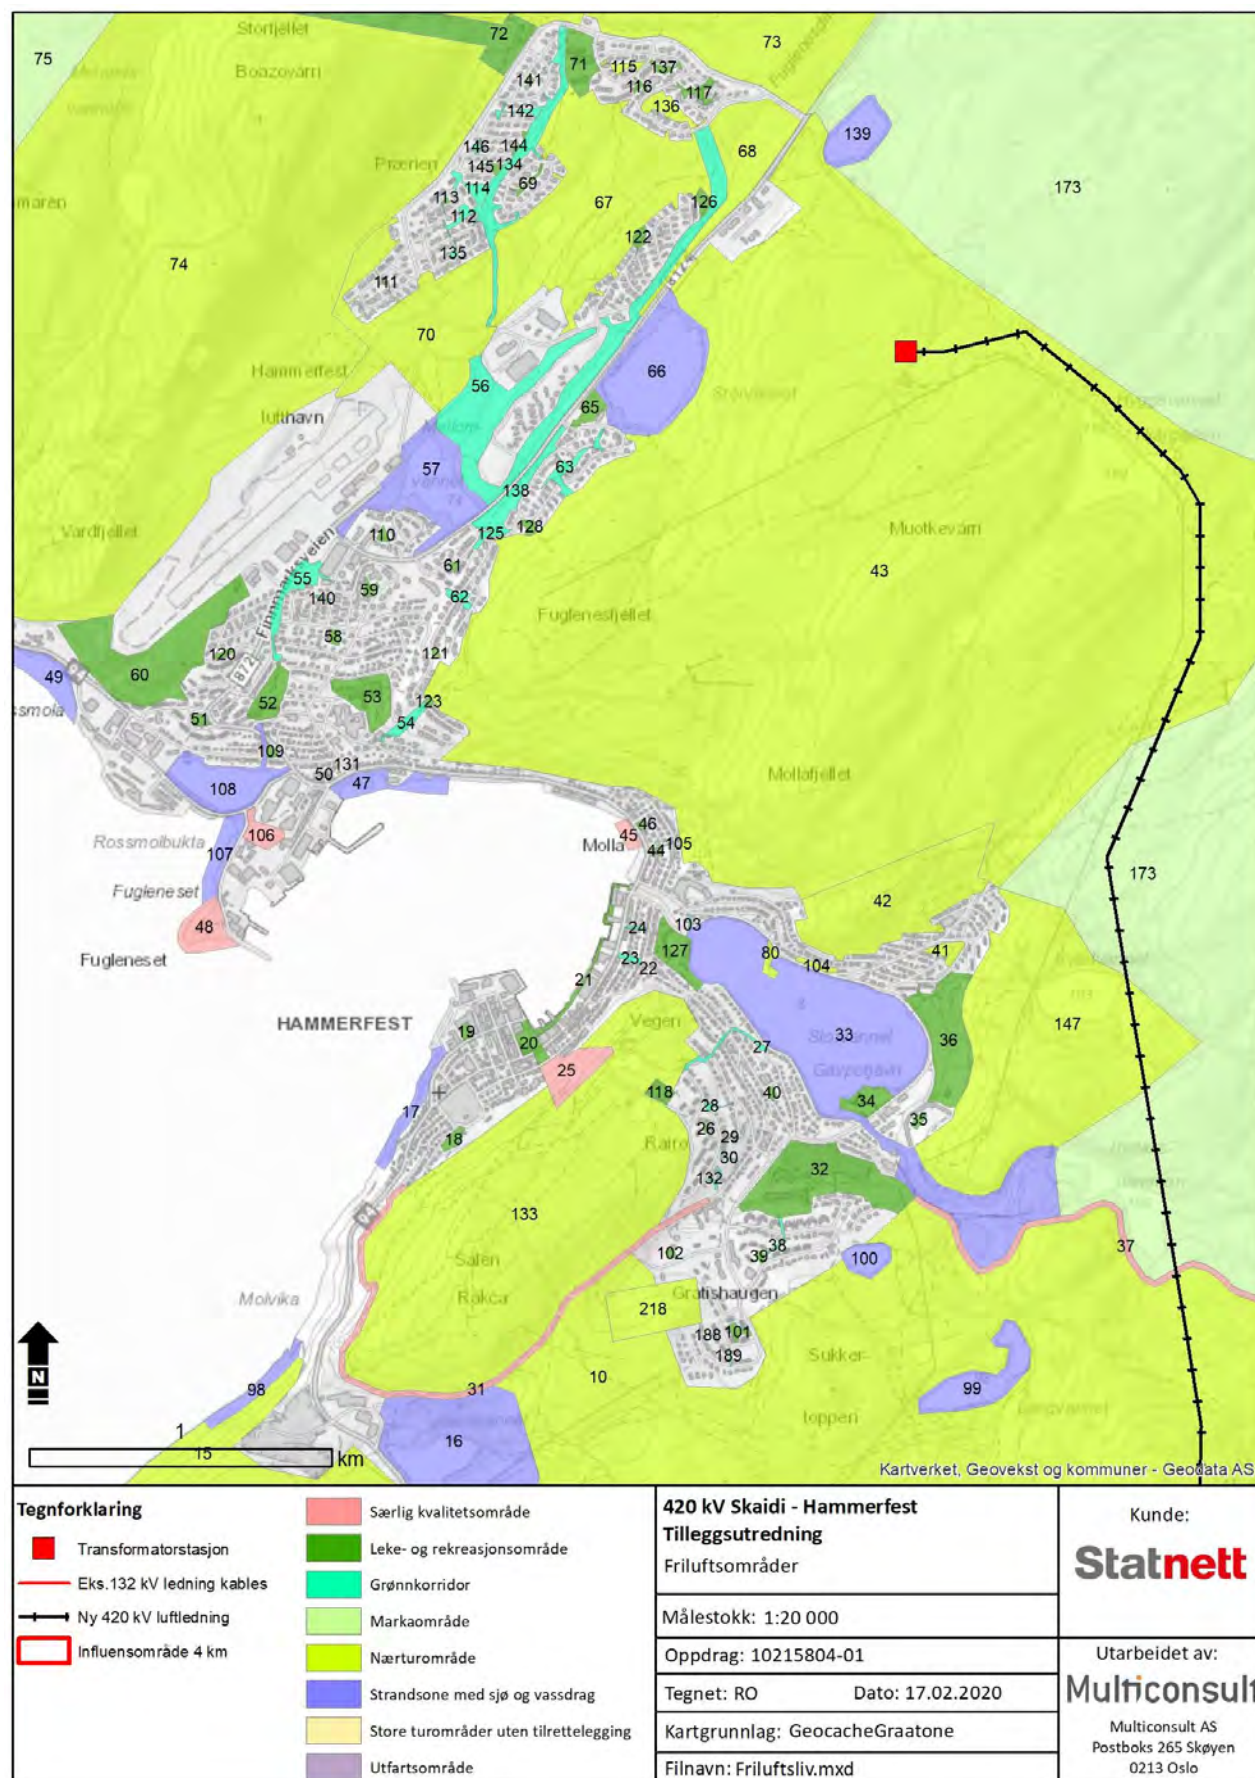 75
Storfjellet
72
73
Boazovárri
71
115
137
141
116
117
136
142
139
146
144
68
Prærien
145
134
173
114
69
113
67
126
112
122
135
74
111
70
66
56
Hammerfest
lufthavn
65
Storvannet
57
63
138
Vardfjellet
110
125
128
Muotkevárri
43
Finnmarksveien
61
55
59
140
62
Fuglenesfjellet
58
120
121
872
60
49
53
52
123
51
54
109
131
50
108
47
Mollafjellet
106
46
Rossmolbukta
Molla
45
44
105
107
173
Fugleneset
42
48
24
103
127
41
Fugleneset
80
23
104
22
21
HAMMERFEST
Vegen
147
19
33
36
20
27
25
118
40
34
17
28
35
26
29
18
Rairo
30
32
132
133
94
37
38
Salen
102
39
100
Molvika
Råkca
Gratishaugen
218
188
101
189
Sukker-
10
31
98
99
toppen
16
1
km
15
Kartverket, Geovekst og kommuner - Geodata AS
N
Tegnforklaring
Transformatorstasjon
Eks.132 kV ledning kables
Ny 420 kV luftledning
Influensområde 4 km
Særlig kvalitetsområde
Leke- og rekreasjonsområde
Grønnkorridor
Markaområde
Nærturområde
Strandsone med sjø og vassdrag
Store turområder uten tilrettelegging
Utfartsområde
420 kV Skaidi - Hammerfest
Tilleggsutredning
Friluftsområder
Målestokk: 1:20 000
Oppdrag: 10215804-01
Tegnet: RO Dato: 17.02.2020
Kartgrunnlag: GeocacheGraatone
Filnavn: Friluftsliv.mxd
Kunde:
Statnett
Utarbeidet av:
Multiconsult
Multiconsult AS
Postboks 265 Skøyen
0213 Oslo